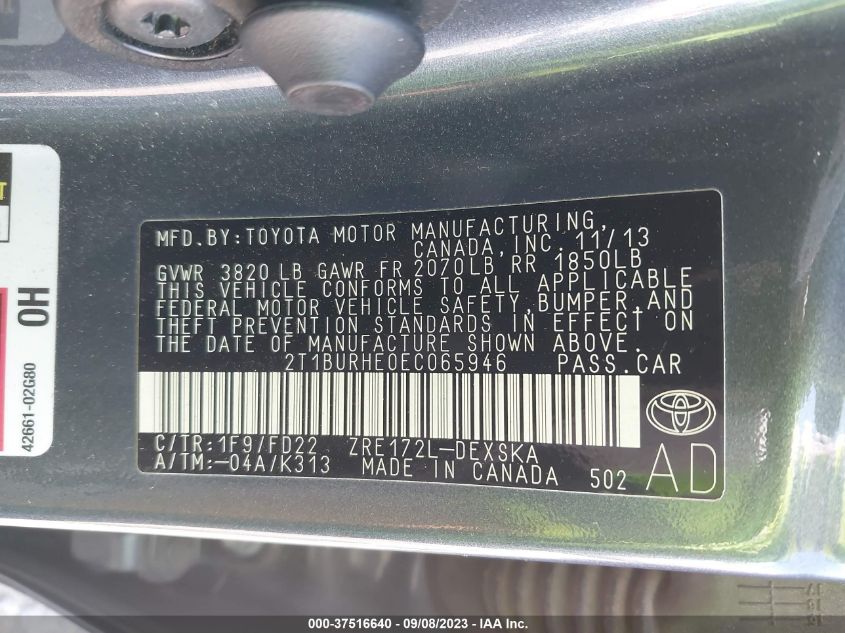 MFD.BY:TOYOTA MOTOR MANUFACTURING,
CANADA,INC. 11/13
GVWR 3820 LB GAWR FR 2070LB RR 1850LB
THIS VEHICLE CONFORMS TO ALL APPLICABLE
FEDERAL MOTOR VEHICLE SAFETY,BUMPER,AND
THEFT PREVENTION STANDARDS IN EFFECT ON
THE DATE OF MANUFACTURE SHOWN ABOVE.
2T1BURHE0EC065946 PASS.CAR
C/TR:1F9/FD22 ZRE172L-DEXSKA
A/TM:-04A/K313 MADE IN CANADA 502
AD
0H
42661-02G80
T
000-37516640 - 09/08/2023 - IAA Inc.